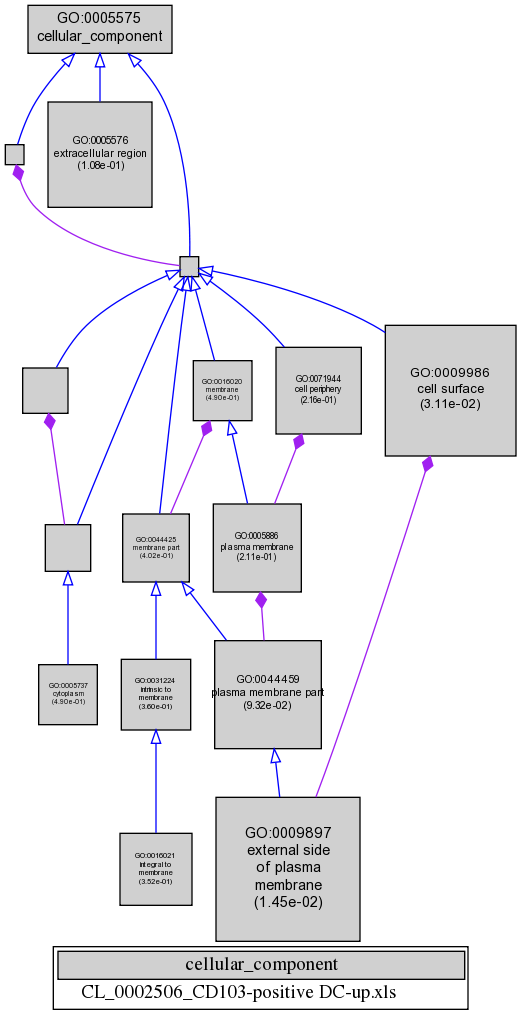 GO:0005575
cellular_component
GO:0005576
extracellular region
(1.08e-01)
GO:0009986
cell surface
(3.11e-02)
GO:0016020
membrane
(4.90e-01)
GO:0071944
cell periphery
(2.16e-01)
GO:0044425
membrane part
(4.02e-01)
GO:0005886
plasma membrane
(2.11e-01)
GO:0005737
cytoplasm
(4.90e-01)
GO:0031224
intrinsic to
membrane
(3.60e-01)
GO:0044459
plasma membrane part
(9.32e-02)
GO:0016021
integral to
membrane
(3.52e-01)
GO:0009897
external side
of plasma
membrane
(1.45e-02)
cellular_component
CL_0002506_CD103-positive DC-up.xls